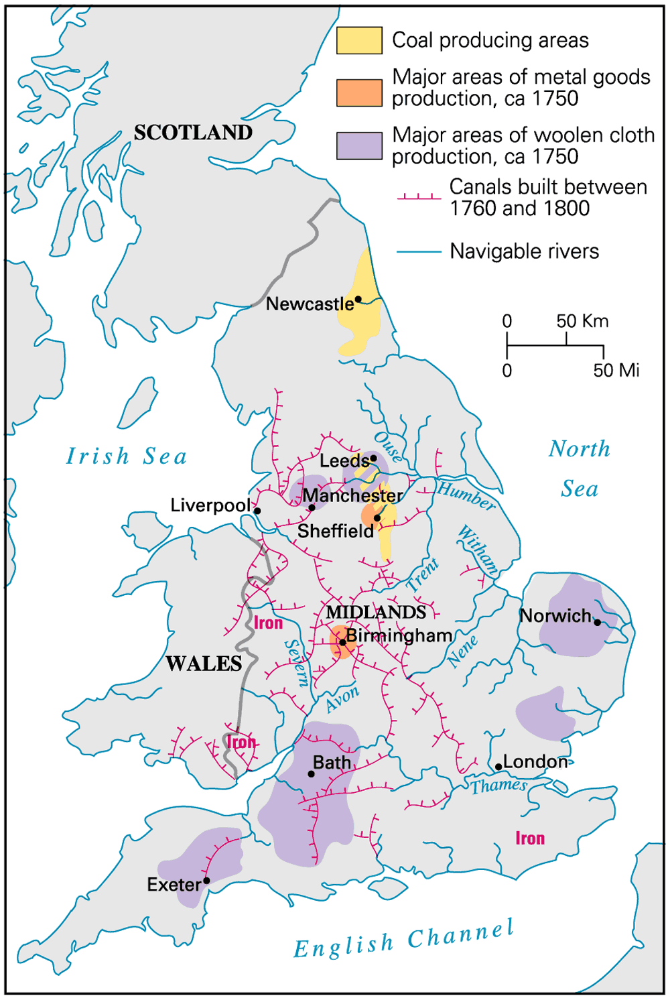 Coal producing areas
Major areas of metal goods
production, ca 1750
Major areas of woolen cloth
production, ca 1750
Canals built between
1760 and 1800
Navigable rivers
0 50 Km
0 50 Mi
SCOTLAND
Newcastle
Irish Sea
North
Sea
Ouse
Leeds
Humber
Manchester
Liverpool
Sheffield
Witham
Trent
MIDLANDS
Norwich
Iron
Birmingham
Severn
Nene
WALES
Avon
Iron
Bath
London
Thames
Iron
Exeter
English Channel